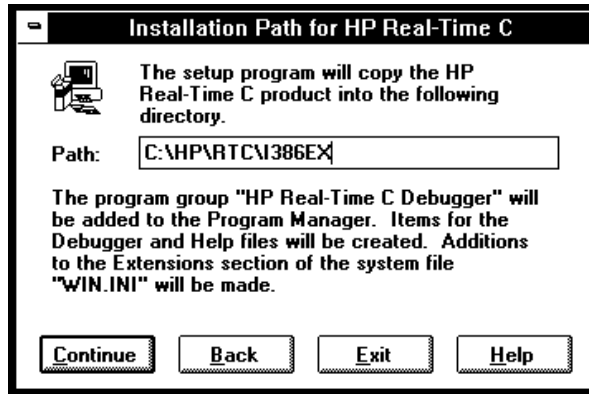 Installation Path for HP Real-Time C
The setup program will copy the HP
Real-Time C product into the following
directory.
Path: C:\HP\RTC\I386EX
The program group "HP Real-Time C Debugger" will
be added to the Program Manager. Items for the
Debugger and Help files will be created. Additions
to the Extensions section of the system file
"WIN.INI" will be made.
Continue Back Exit Help